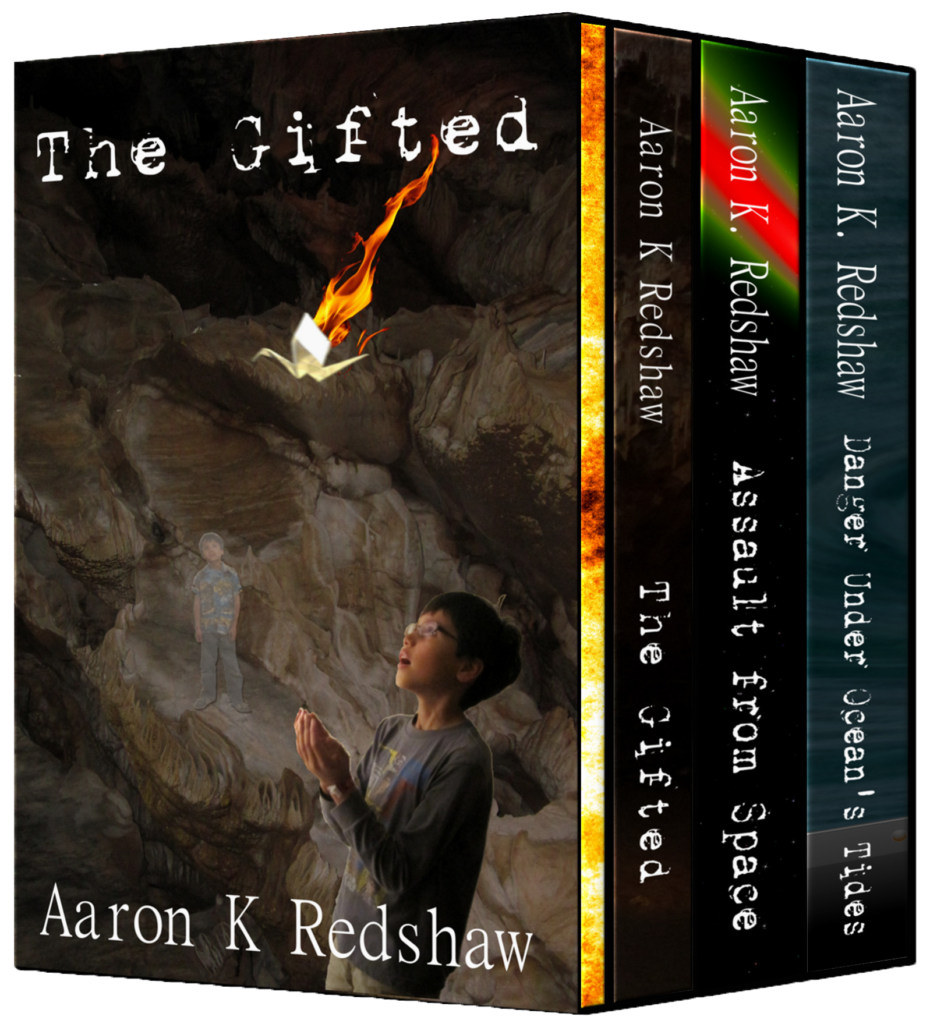 The Gifted
Aaron K Redshaw
Aaron K Redshaw The Gifted
Aaron K. Redshaw Assault from Space
Aaron K. Redshaw Danger Under Ocean's Tides